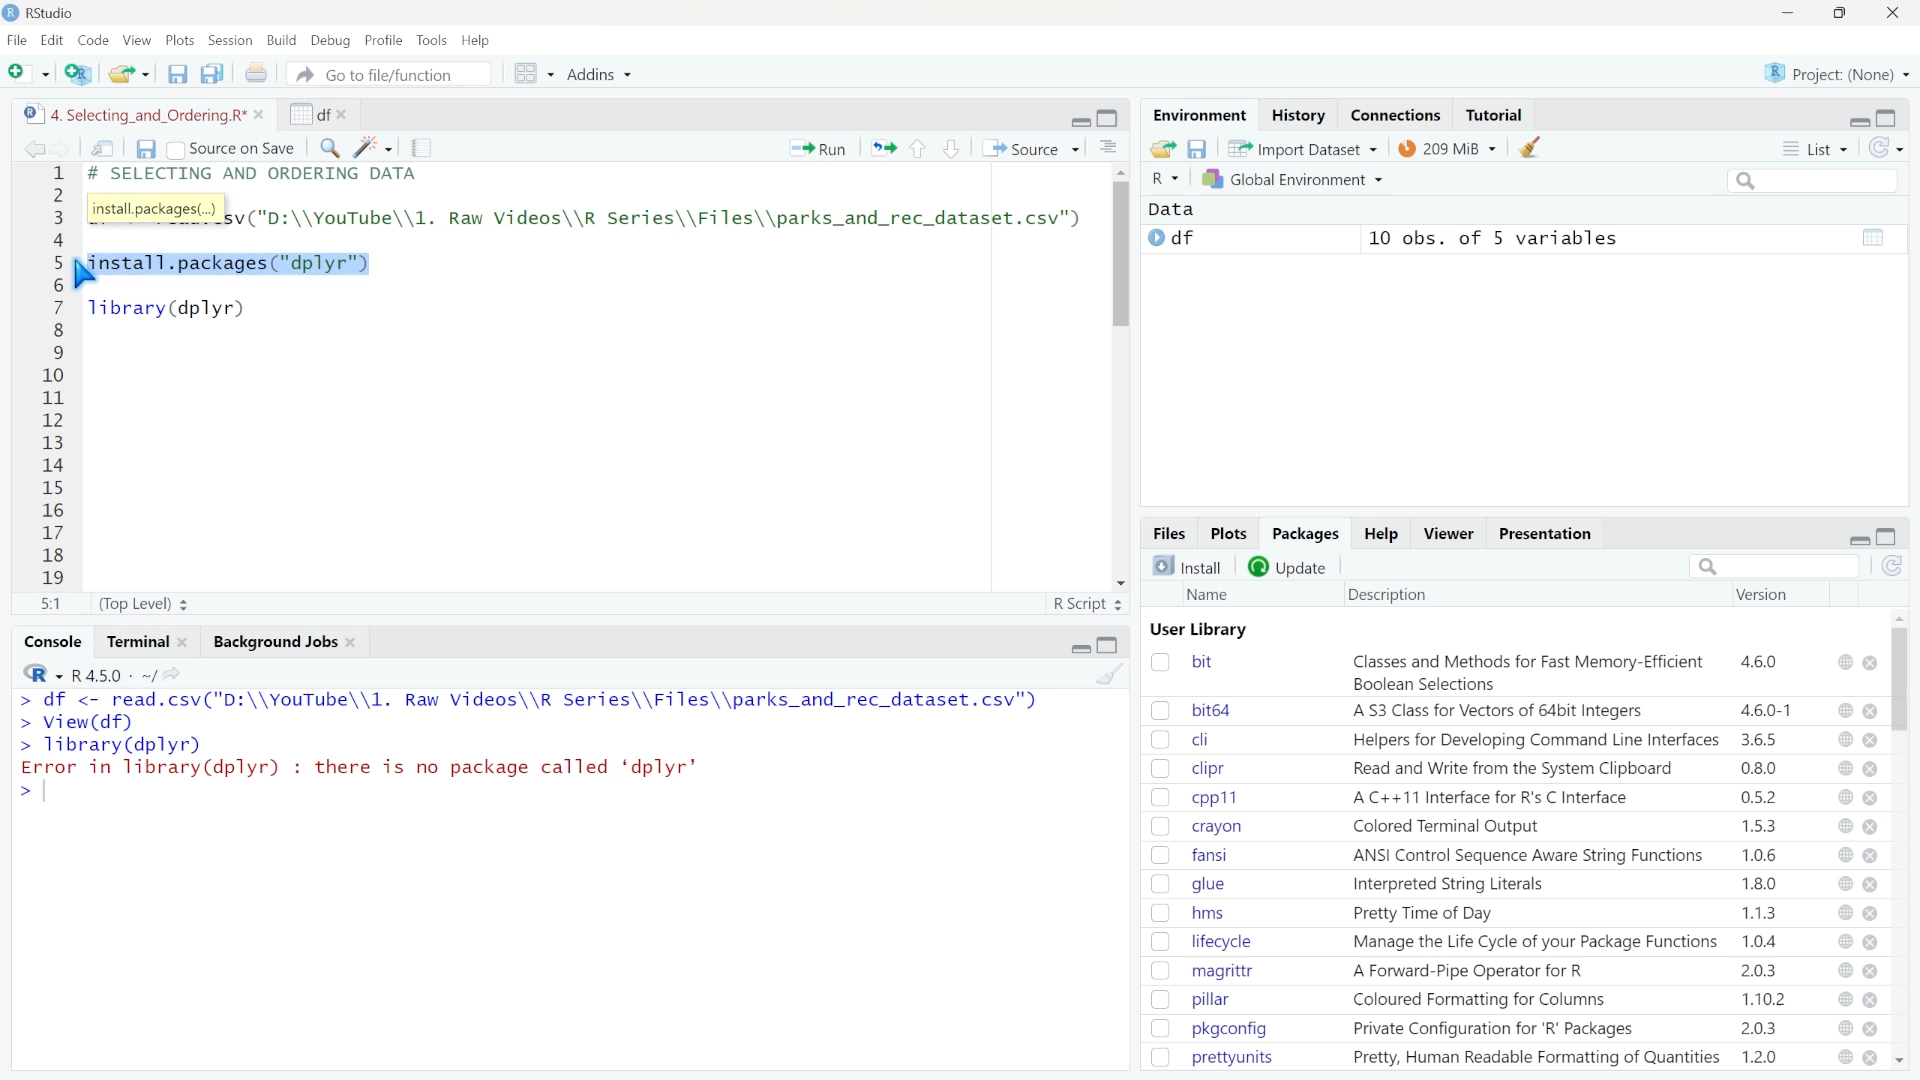 RStudio
File Edit Code View Plots Session Build Debug Profile Tools Help
Go to file/function Addins Project: (None)
4. Selecting_and_Ordering.R* df
Source on Save Run Source
1 # SELECTING AND ORDERING DATA
2
install.packages(...)
3 sv("D:\\YouTube\\1. Raw Videos\\R Series\\Files\\parks_and_rec_dataset.csv")
4
5 install.packages("dplyr")
6
7 library(dplyr)
8
9
10
11
12
13
14
15
16
17
18
19
5:1 (Top Level) R Script
Console Terminal Background Jobs
R 4.5.0 · ~/
> df <- read.csv("D:\\YouTube\\1. Raw Videos\\R Series\\Files\\parks_and_rec_dataset.csv")
> View(df)
> library(dplyr)
Error in library(dplyr) : there is no package called ‘dplyr’
>
Environment History Connections Tutorial
Import Dataset 209 MiB List
R Global Environment
Data
df 10 obs. of 5 variables
Files Plots Packages Help Viewer Presentation
Install Update
Name Description Version
User Library
bit Classes and Methods for Fast Memory-Efficient 4.6.0
Boolean Selections
bit64 A S3 Class for Vectors of 64bit Integers 4.6.0-1
cli Helpers for Developing Command Line Interfaces 3.6.5
clipr Read and Write from the System Clipboard 0.8.0
cpp11 A C++11 Interface for R's C Interface 0.5.2
crayon Colored Terminal Output 1.5.3
fansi ANSI Control Sequence Aware String Functions 1.0.6
glue Interpreted String Literals 1.8.0
hms Pretty Time of Day 1.1.3
lifecycle Manage the Life Cycle of your Package Functions 1.0.4
magrittr A Forward-Pipe Operator for R 2.0.3
pillar Coloured Formatting for Columns 1.10.2
pkgconfig Private Configuration for 'R' Packages 2.0.3
prettyunits Pretty, Human Readable Formatting of Quantities 1.2.0